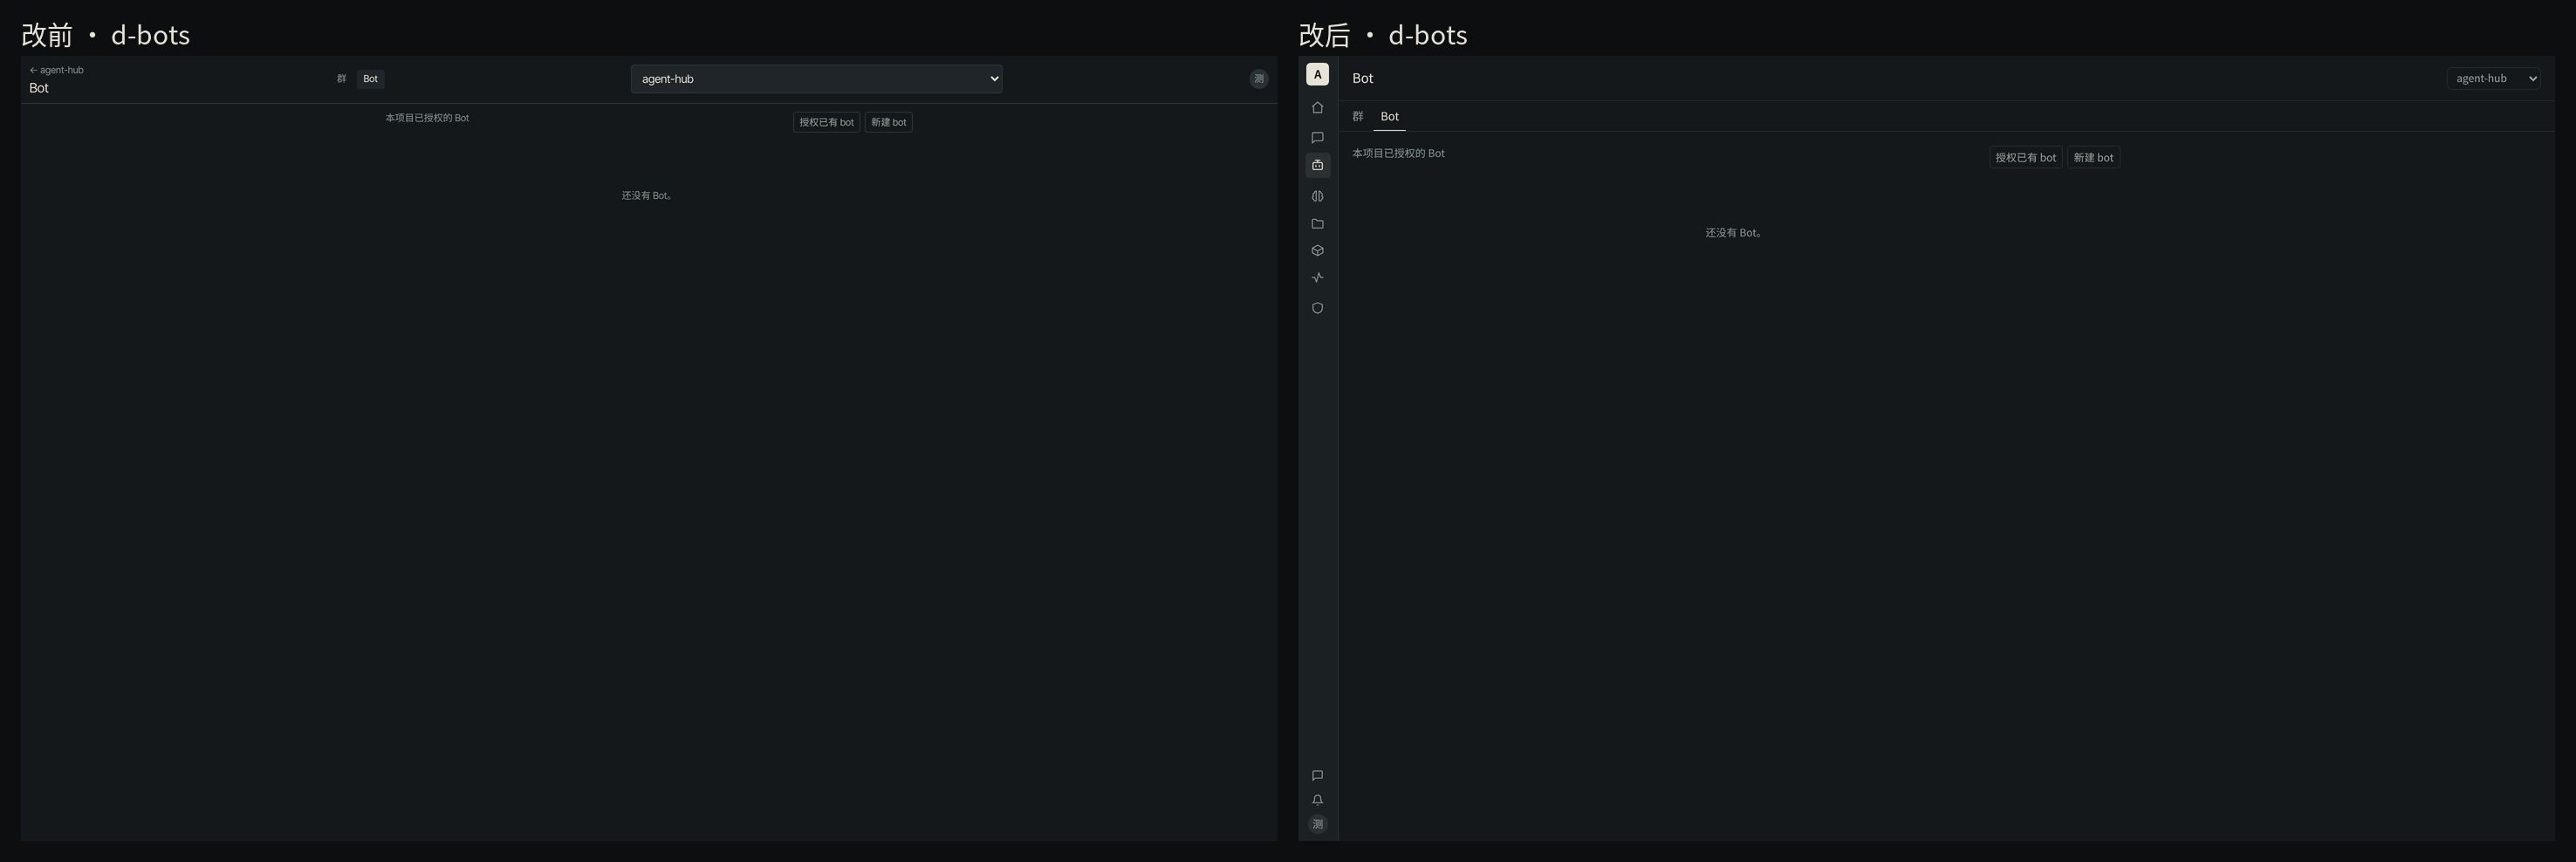 改前 · d-bots
← agent-hub
Bot
群 Bot
agent-hub
测
本项目已授权的 Bot
授权已有 bot
新建 bot
还没有 Bot。
改后 · d-bots
A
Bot
agent-hub
群 Bot
本项目已授权的 Bot
授权已有 bot
新建 bot
还没有 Bot。
测